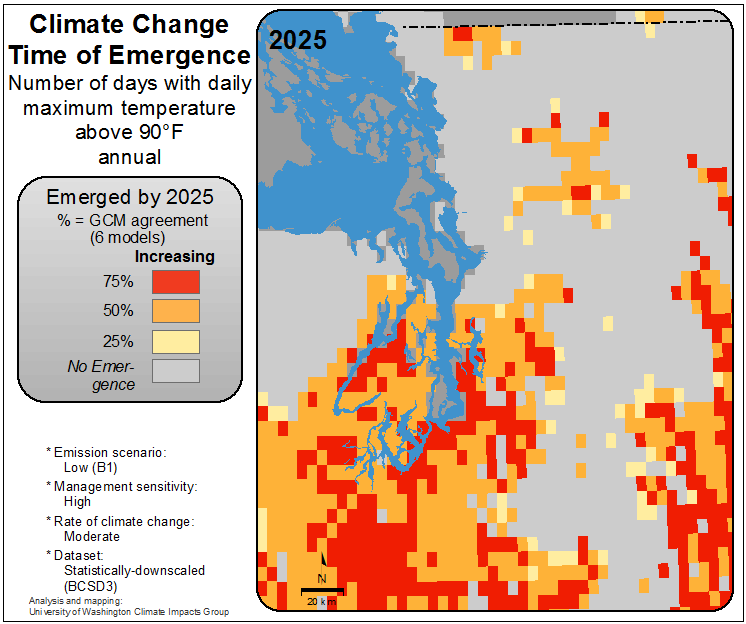 Climate Change
Time of Emergence
Number of days with daily
maximum temperature
above 90°F
annual
Emerged by 2025
% = GCM agreement
(6 models)
Increasing
75%
50%
25%
No Emer-
gence
* Emission scenario:
Low (B1)
* Management sensitivity:
High
* Rate of climate change:
Moderate
* Dataset:
Statistically-downscaled
(BCSD3)
Analysis and mapping:
University of Washington Climate Impacts Group
2025
N
20 km